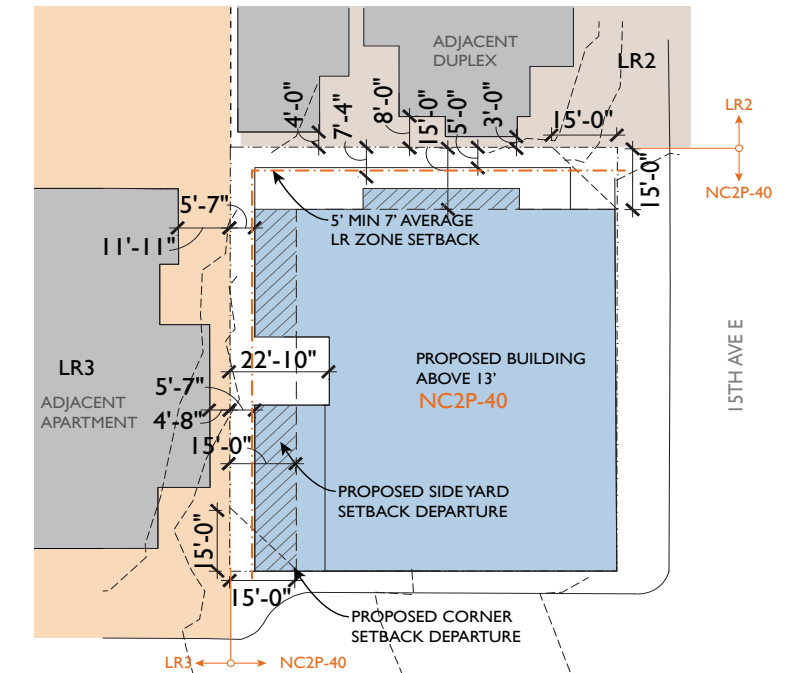 ADJACENT
DUPLEX
LR2
LR2
NC2P-40
4'-0"
7'-4"
8'-0"
15'-0"
5'-0"
3'-0"
15'-0"
15'-0"
5'-7"
11'-11"
5' MIN 7' AVERAGE
LR ZONE SETBACK
LR3
ADJACENT
APARTMENT
22'-10"
5'-7"
4'-8"
15'-0"
PROPOSED BUILDING
ABOVE 13'
NC2P-40
15TH AVE E
PROPOSED SIDE YARD
SETBACK DEPARTURE
15'-0"
15'-0"
PROPOSED CORNER
SETBACK DEPARTURE
LR3
NC2P-40